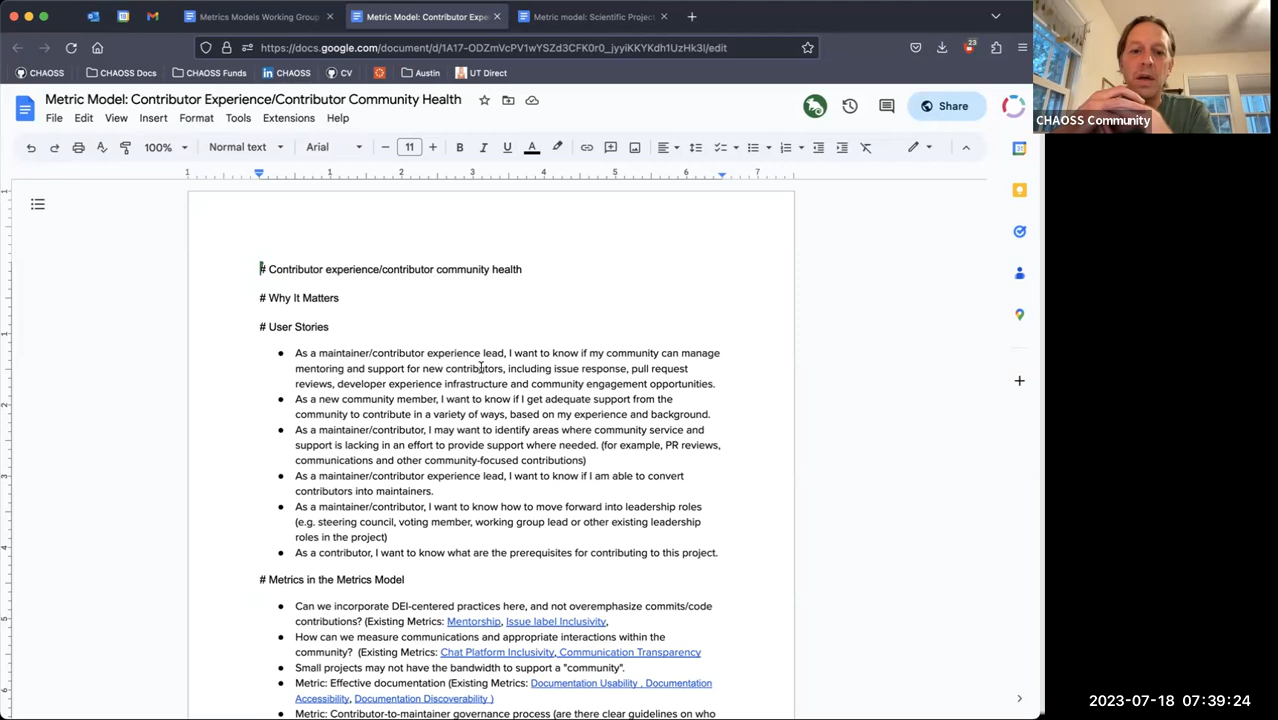 Metrics Models Working Group
Metric Model: Contributor Expe
Metric model: Scientific Project
https://docs.google.com/document/d/1A17-ODZmVcPV1wYSZd3CFK0r0_jyyiKKYKdh1UzHk3I/edit
23
CHAOSS
CHAOSS Docs
CHAOSS Funds
CHAOSS
CV
Austin
UT Direct
Metric Model: Contributor Experience/Contributor Community Health
File Edit View Insert Format Tools Extensions Help
Share
100% Normal text Arial 11
CHAOSS Community
1 1 2 3 4 5 6 7
# Contributor experience/contributor community health
# Why It Matters
# User Stories
● As a maintainer/contributor experience lead, I want to know if my community can manage
mentoring and support for new contributors, including issue response, pull request
reviews, developer experience infrastructure and community engagement opportunities.
● As a new community member, I want to know if I get adequate support from the
community to contribute in a variety of ways, based on my experience and background.
● As a maintainer/contributor, I may want to identify areas where community service and
support is lacking in an effort to provide support where needed. (for example, PR reviews,
communications and other community-focused contributions)
● As a maintainer/contributor experience lead, I want to know if I am able to convert
contributors into maintainers.
● As a maintainer/contributor, I want to know how to move forward into leadership roles
(e.g. steering council, voting member, working group lead or other existing leadership
roles in the project)
● As a contributor, I want to know what are the prerequisites for contributing to this project.
# Metrics in the Metrics Model
● Can we incorporate DEI-centered practices here, and not overemphasize commits/code
contributions? (Existing Metrics: Mentorship, Issue label Inclusivity,
● How can we measure communications and appropriate interactions within the
community? (Existing Metrics: Chat Platform Inclusivity, Communication Transparency
● Small projects may not have the bandwidth to support a "community".
● Metric: Effective documentation (Existing Metrics: Documentation Usability , Documentation
Accessibility, Documentation Discoverability )
● Metric: Contributor-to-maintainer governance process (are there clear guidelines on who
2023-07-18 07:39:24